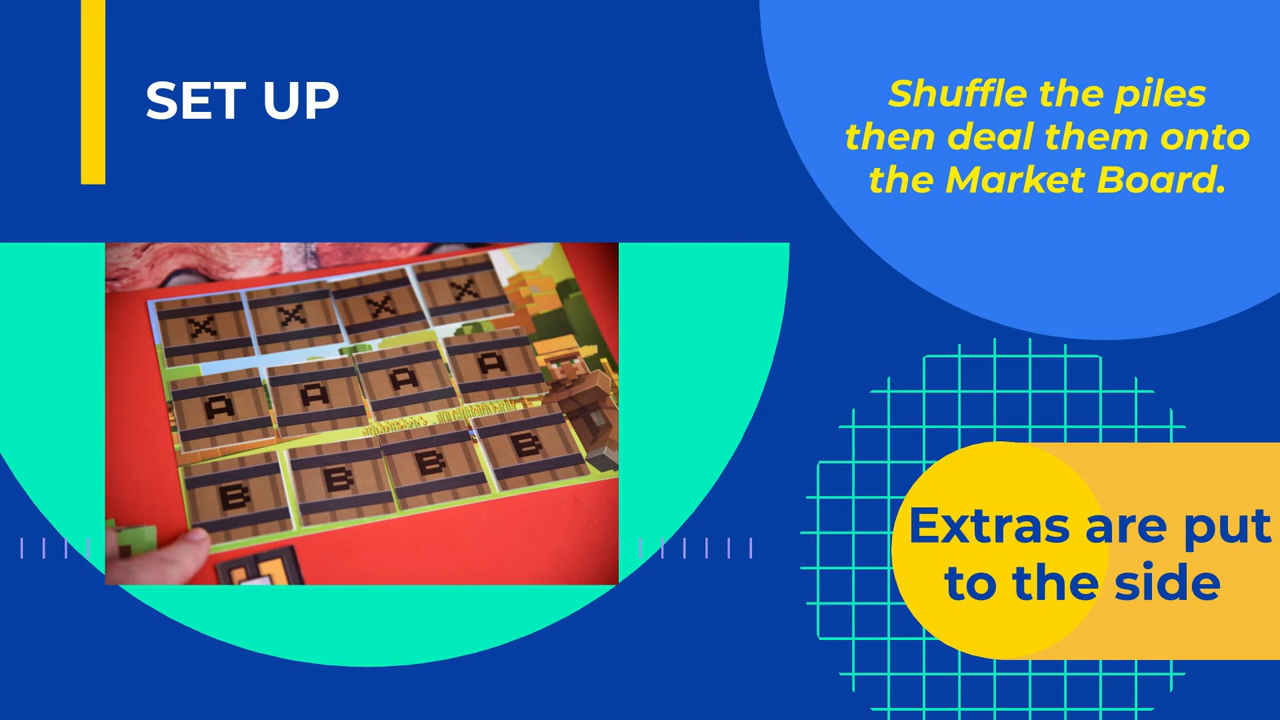 SET UP
Shuffle the piles
then deal them onto
the Market Board.
X X X X
A A A A
B B B B
Extras are put
to the side